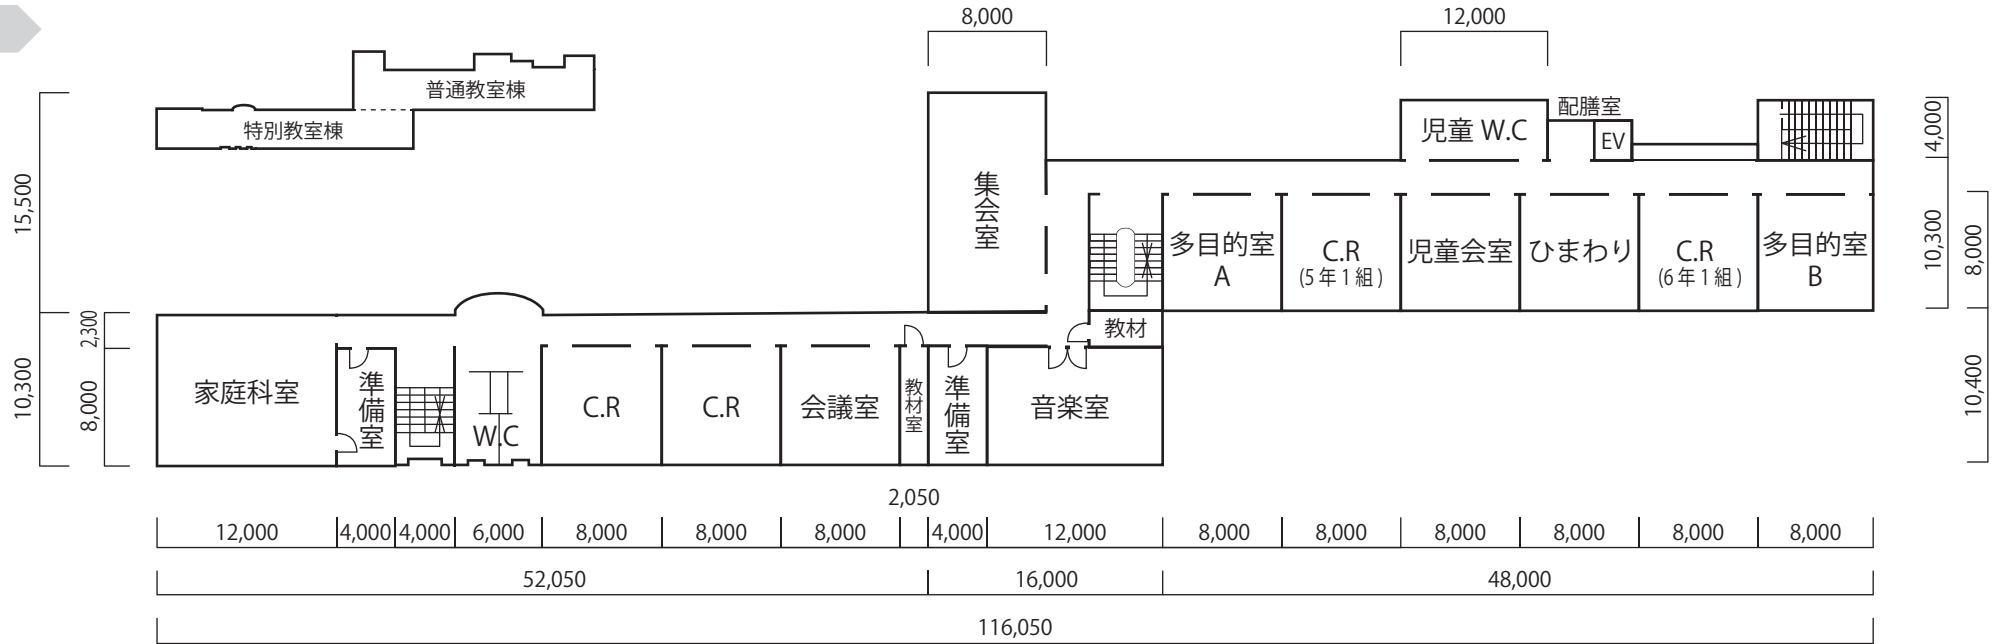 8,000
12,000
普通教室棟
特別教室棟
配膳室
児童 W.C
EV
4,000
15,500
集会室
多目的室
A
C.R
(5 年 1 組 )
児童会室
ひまわり
C.R
(6 年 1 組 )
多目的室
B
10,300
8,000
教材
2,300
10,300
8,000
家庭科室
準備室
W.C
C.R
C.R
会議室
教材室
準備室
音楽室
10,400
2,050
12,000
4,000
4,000
6,000
8,000
8,000
8,000
4,000
12,000
8,000
8,000
8,000
8,000
8,000
8,000
52,050
16,000
48,000
116,050